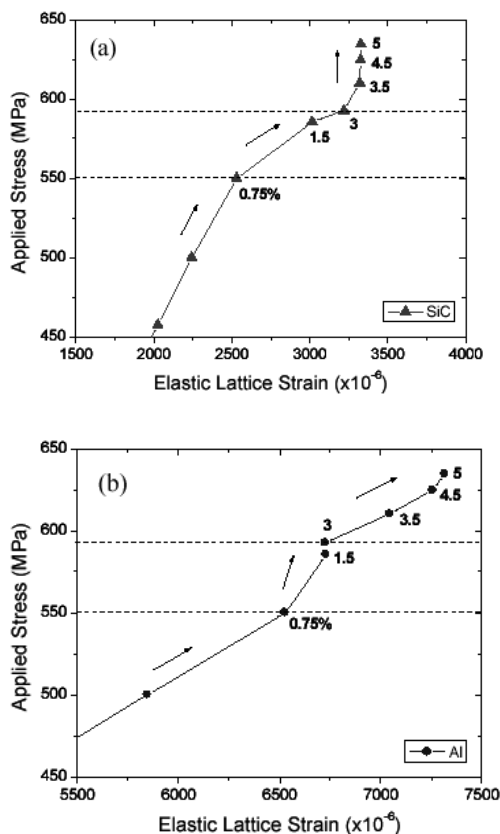 (a)
650
600
550
500
450
Applied Stress (MPa)
5
4.5
3.5
3
1.5
0.75%
SiC
1500 2000 2500 3000 3500 4000
Elastic Lattice Strain (x10⁻⁶)
(b)
650
600
550
500
450
Applied Stress (MPa)
5
4.5
3.5
3
1.5
0.75%
Al
5500 6000 6500 7000 7500
Elastic Lattice Strain (x10⁻⁶)